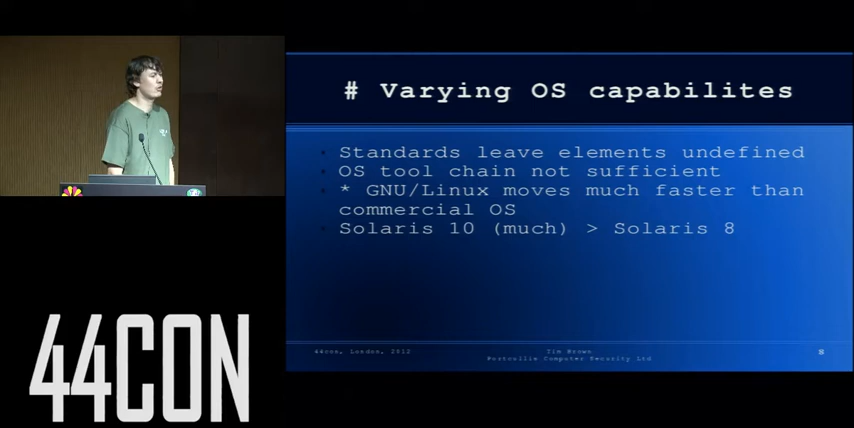 # Varying OS capabilites
Standards leave elements undefined
OS tool chain not sufficient
* GNU/Linux moves much faster than
commercial OS
Solaris 10 (much) > Solaris 8
44con, London, 2012
Tim Brown
Portcullis Computer Security Ltd
8
44CON